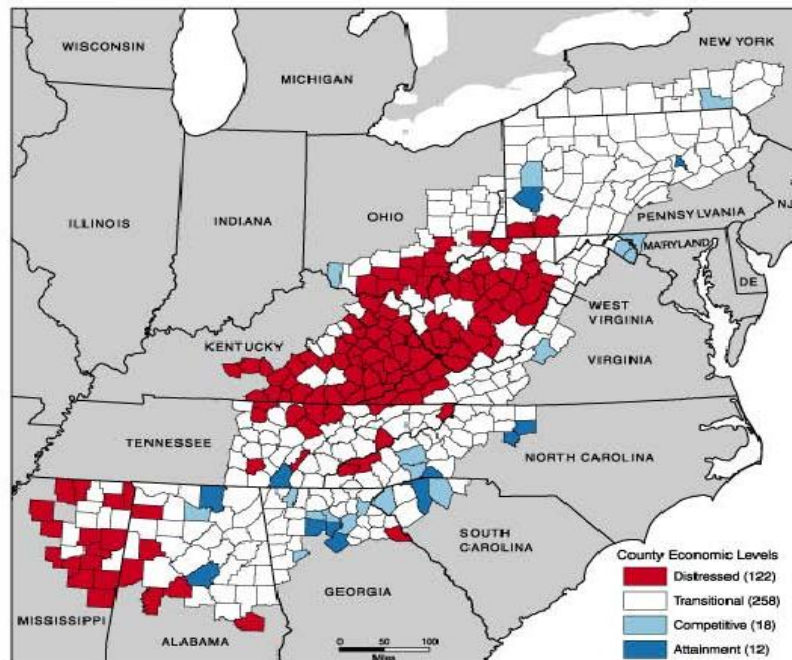 WISCONSIN
NEW YORK
MICHIGAN
ILLINOIS
INDIANA
OHIO
PENNSYLVANIA
NJ
MARYLAND
DE
WEST
VIRGINIA
KENTUCKY
VIRGINIA
TENNESSEE
NORTH CAROLINA
SOUTH
CAROLINA
GEORGIA
MISSISSIPPI
ALABAMA
0 50 100
Miles
County Economic Levels
Distressed (122)
Transitional (258)
Competitive (18)
Attainment (12)